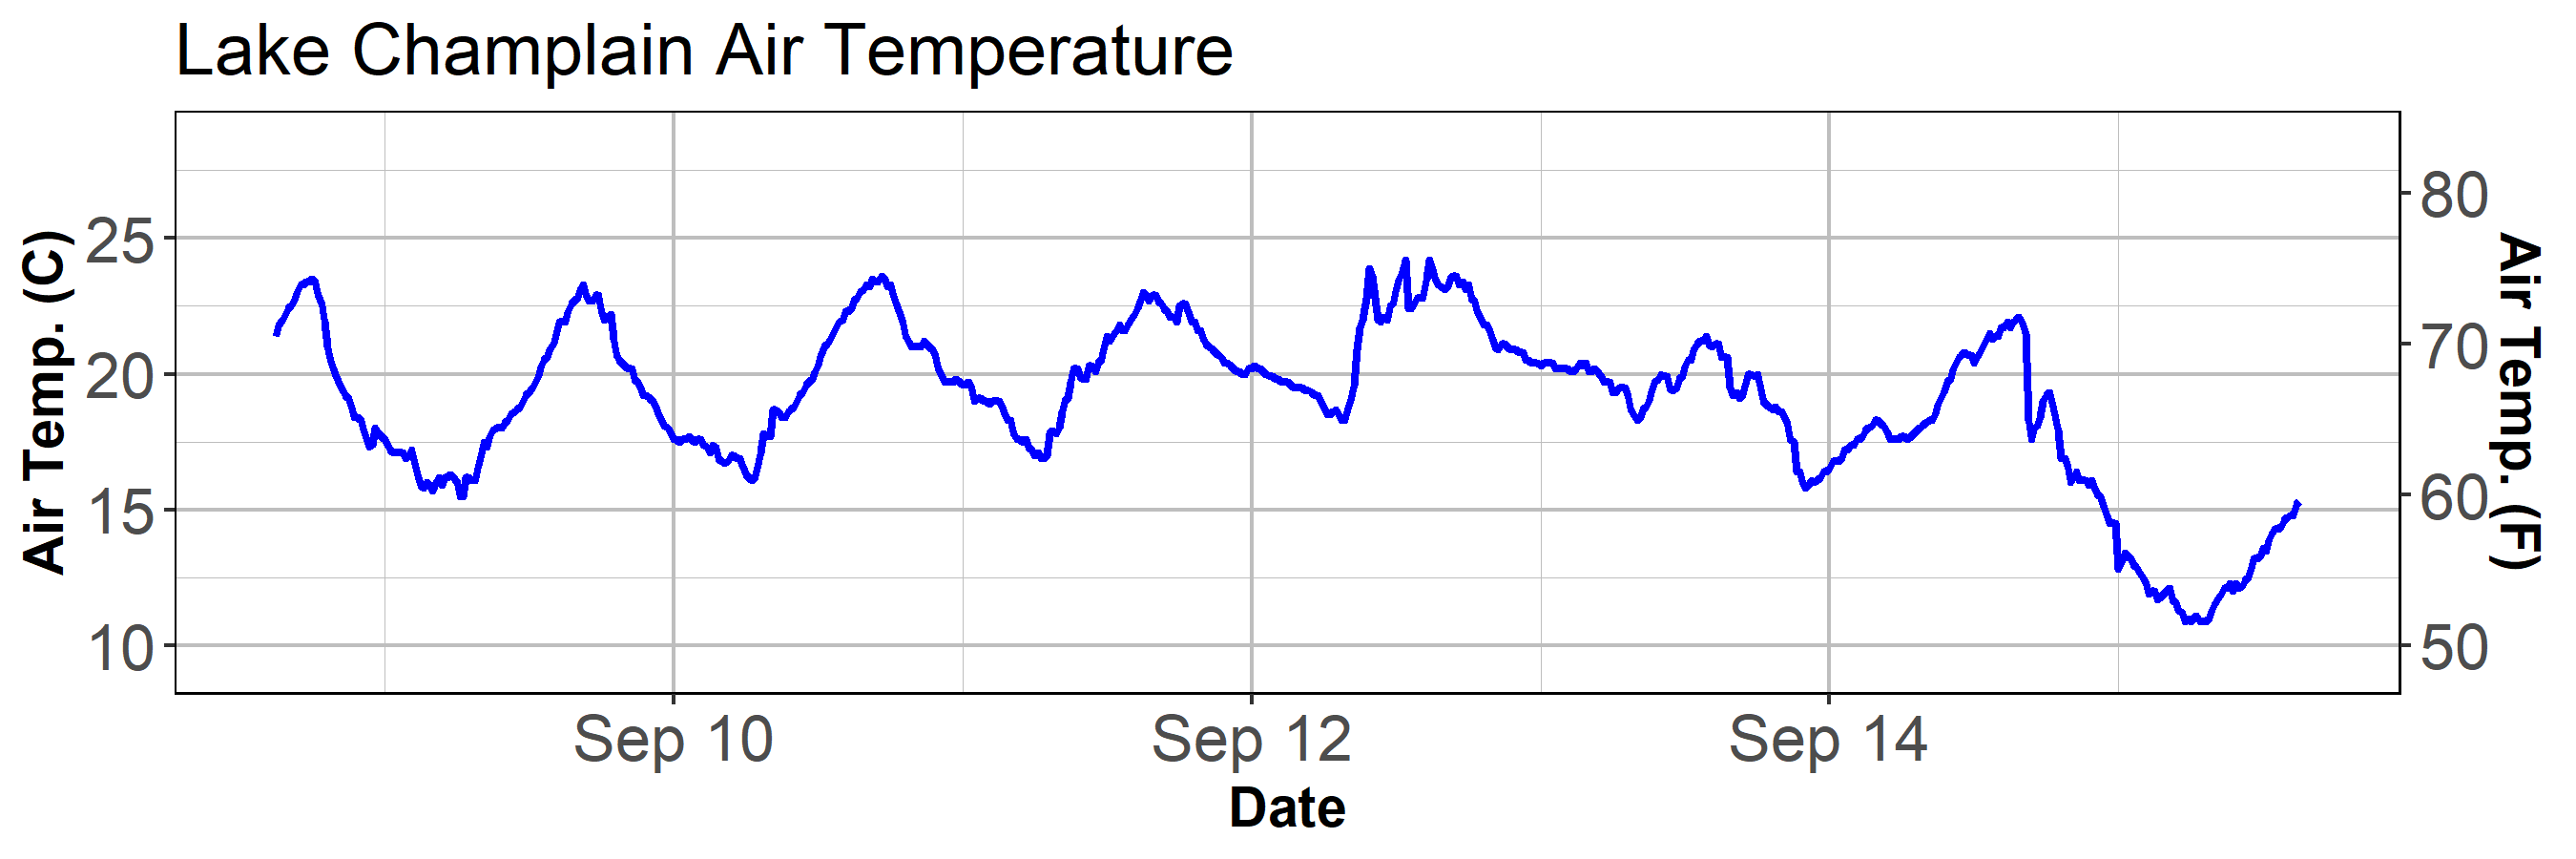 Lake Champlain Air Temperature
Air Temp. (C)
25
20
15
10
80
70
60
50
Air Temp. (F)
Sep 10
Sep 12
Sep 14
Date